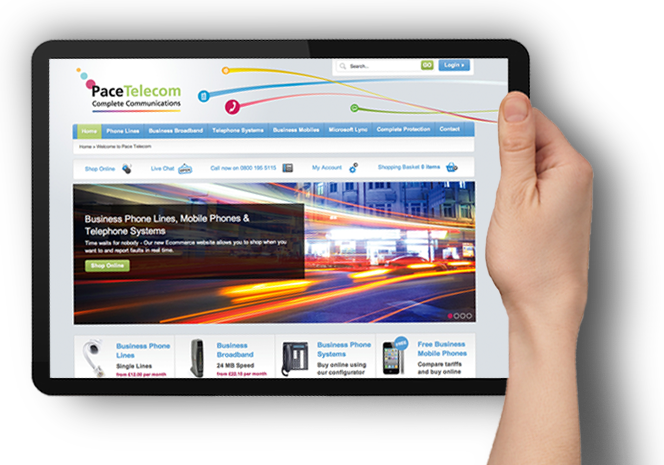 Search...
GO
Login »
PaceTelecom
Complete Communications
Home Phone Lines Business Broadband Telephone Systems Business Mobiles Microsoft Lync Complete Protection Contact
Home » Welcome to Pace Telecom
Shop Online Live Chat Call now on 0800 195 5115 My Account Shopping Basket 0 items
Business Phone Lines, Mobile Phones &
Telephone Systems
Time waits for nobody - Our new Ecommerce website allows you to shop when you
want to and report faults in real time.
Shop Online
Business Phone
Lines
Single Lines
from £12.00 per month
Business
Broadband
24 MB Speed
from £22.10 per month
Business Phone
Systems
Buy online using
our configurator
FREE
Free Business
Mobile Phones
Compare tariffs
and buy online